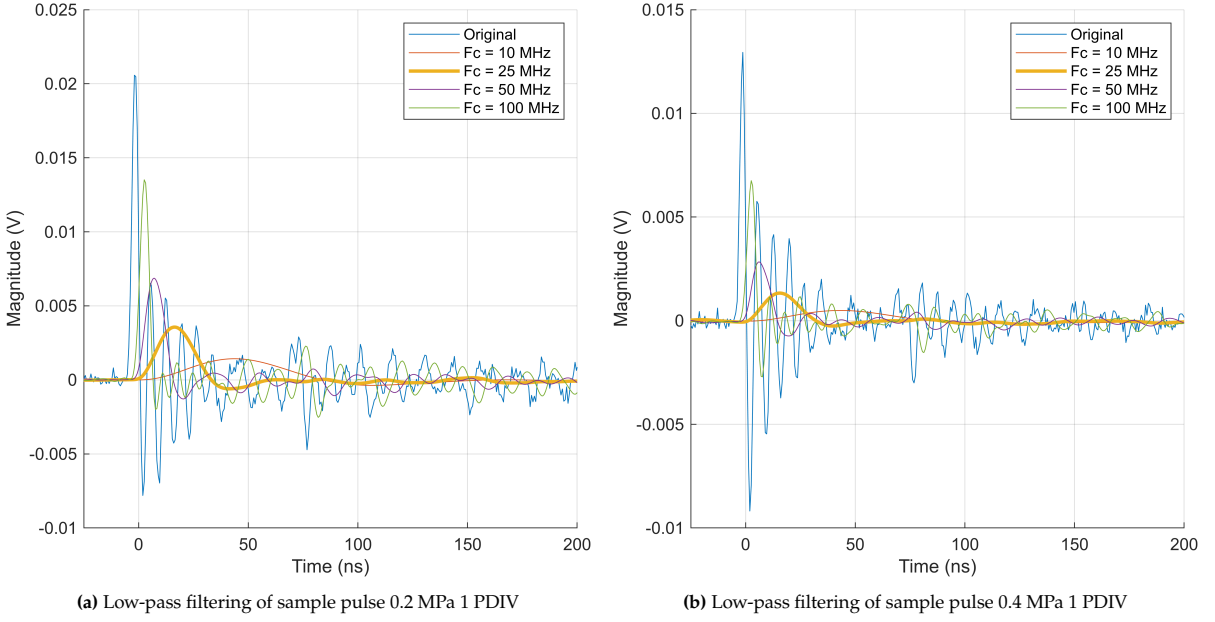 0.025
0.02
0.015
0.01
0.005
0
-0.005
-0.01
Magnitude (V)
0
50
100
150
200
Time (ns)
Original
Fc = 10 MHz
Fc = 25 MHz
Fc = 50 MHz
Fc = 100 MHz
(a) Low-pass filtering of sample pulse 0.2 MPa 1 PDIV
0.015
0.01
0.005
0
-0.005
-0.01
Magnitude (V)
0
50
100
150
200
Time (ns)
Original
Fc = 10 MHz
Fc = 25 MHz
Fc = 50 MHz
Fc = 100 MHz
(b) Low-pass filtering of sample pulse 0.4 MPa 1 PDIV